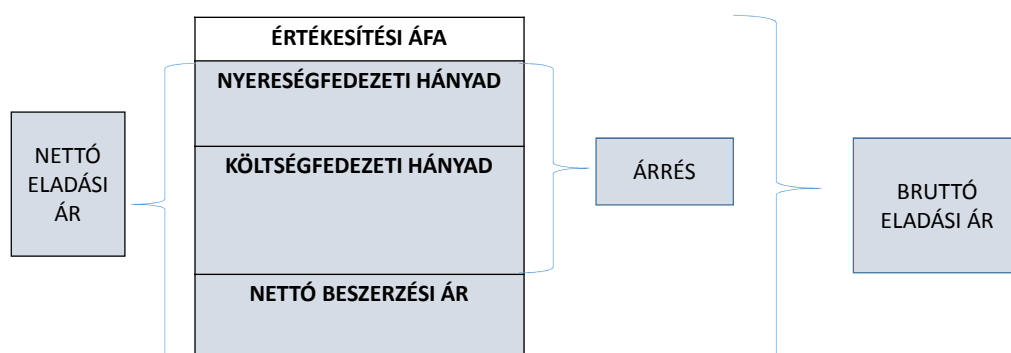 ÉRTÉKESÍTÉSI ÁFA
NYERESÉGFEDEZETI HÁNYAD
KÖLTSÉGFEDEZETI HÁNYAD
NETTÓ BESZERZÉSI ÁR
NETTÓ
ELADÁSI
ÁR
ÁRRÉS
BRUTTÓ
ELADÁSI ÁR